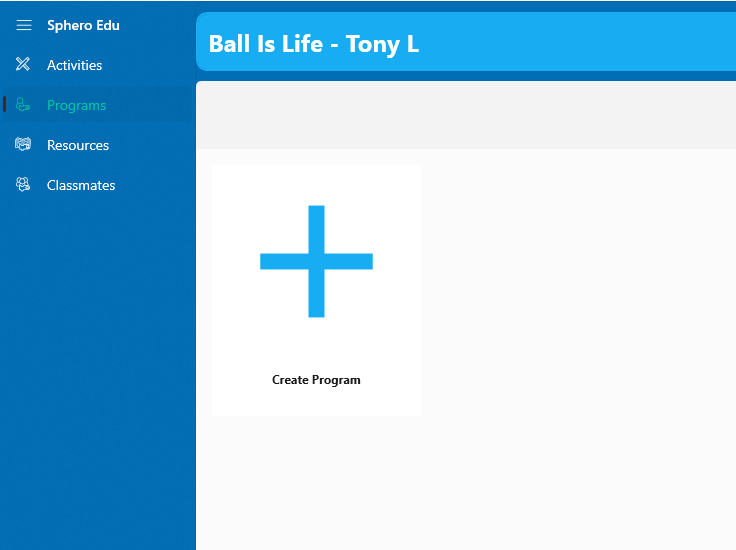 Sphero Edu
Activities
Programs
Resources
Classmates
Ball Is Life - Tony L
Create Program